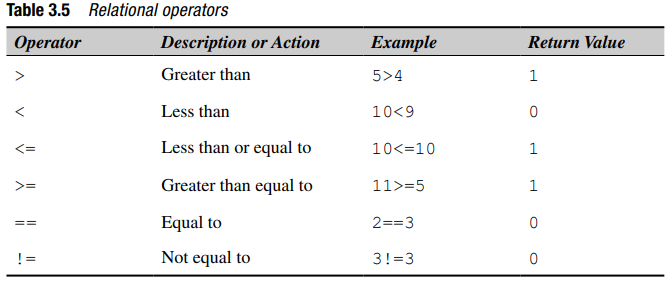 Table 3.5 Relational operators
Operator Description or Action Example Return Value
> Greater than 5>4 1
< Less than 10<9 0
<= Less than or equal to 10<=10 1
>= Greater than equal to 11>=5 1
== Equal to 2==3 0
!= Not equal to 3!=3 0